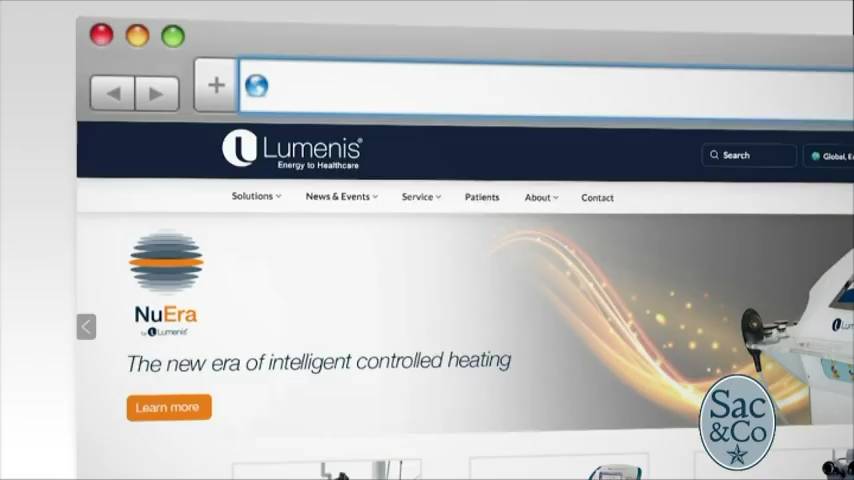 Lumenis®
Energy to Healthcare
Search
Global, E
Solutions
News & Events
Service
Patients
About
Contact
NuEra
by Lumenis®
The new era of intelligent controlled heating
Learn more
Sac
&Co